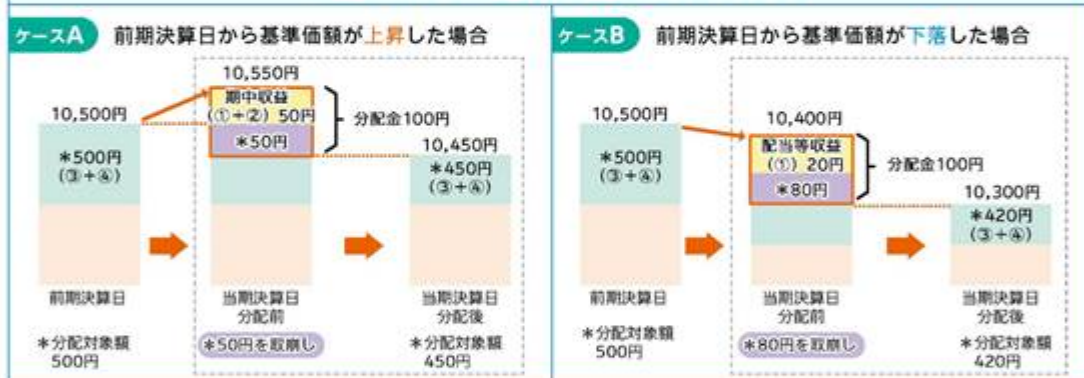 ケースA 前期決算日から基準価額が上昇した場合
10,550円
期中収益
(①+②) 50円
*50円
分配金100円
10,500円
*500円
(③+④)
10,450円
*450円
(③+④)
前期決算日
当期決算日
分配前
当期決算日
分配後
*分配対象額
500円
*50円を取崩し
*分配対象額
450円
ケースB 前期決算日から基準価額が下落した場合
10,500円
*500円
(③+④)
10,400円
配当等収益
(①) 20円
*80円
分配金100円
10,300円
*420円
(③+④)
前期決算日
当期決算日
分配前
当期決算日
分配後
*分配対象額
500円
*80円を取崩し
*分配対象額
420円